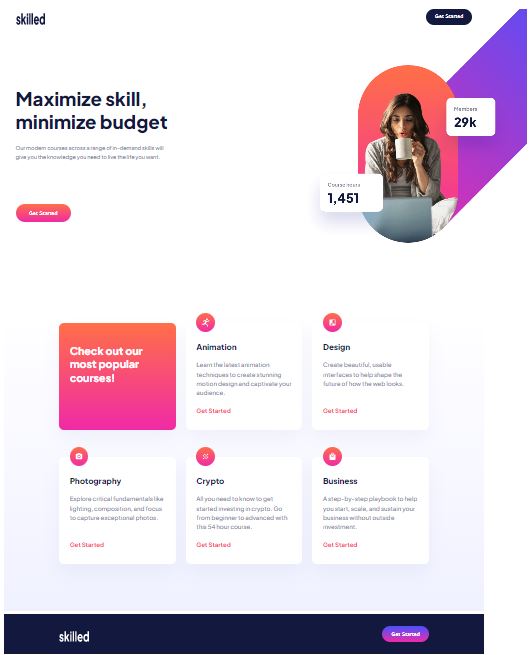 skilled
Get Started
Maximize skill,
minimize budget
Our modern courses across a range of in-demand skills will
give you the knowledge you need to live the life you want.
Get Started
Members
29k
Course hours
1,451
Check out our
most popular
courses!
Animation
Learn the latest animation
techniques to create stunning
motion design and captivate your
audience.
Get Started
Design
Create beautiful, usable
interfaces to help shape the
future of how the web looks.
Get Started
Photography
Explore critical fundamentals like
lighting, composition, and focus
to capture exceptional photos.
Get Started
Crypto
All you need to know to get
started investing in crypto. Go
from beginner to advanced with
this 54 hour course.
Get Started
Business
A step-by-step playbook to help
you start, scale, and sustain your
business without outside
investment.
Get Started
skilled
Get Started